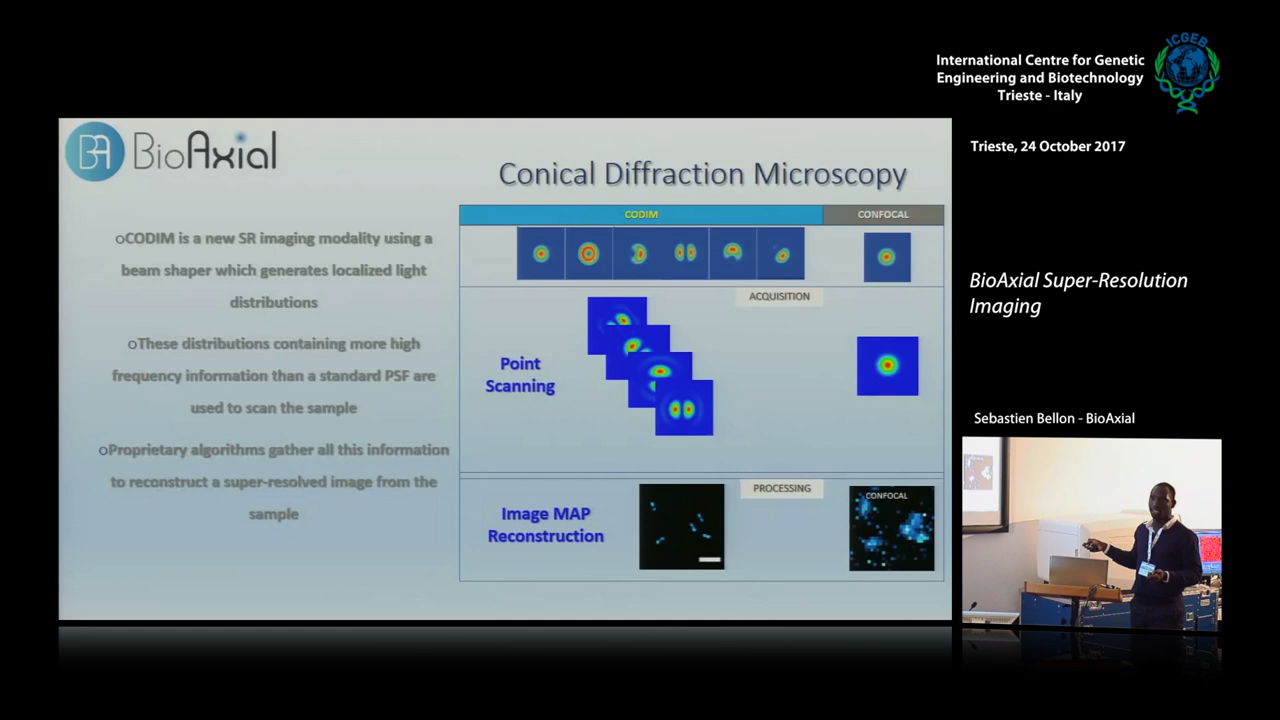 ICGEB
International Centre for Genetic
Engineering and Biotechnology
Trieste - Italy
Trieste, 24 October 2017
BA BioAxial
Conical Diffraction Microscopy
oCODIM is a new SR imaging modality using a
beam shaper which generates localized light
distributions
oThese distributions containing more high
frequency information than a standard PSF are
used to scan the sample
oProprietary algorithms gather all this information
to reconstruct a super-resolved image from the
sample
CODIM
CONFOCAL
ACQUISITION
Point
Scanning
PROCESSING
Image MAP
Reconstruction
CONFOCAL
BioAxial Super-Resolution
Imaging
Sebastien Bellon - BioAxial